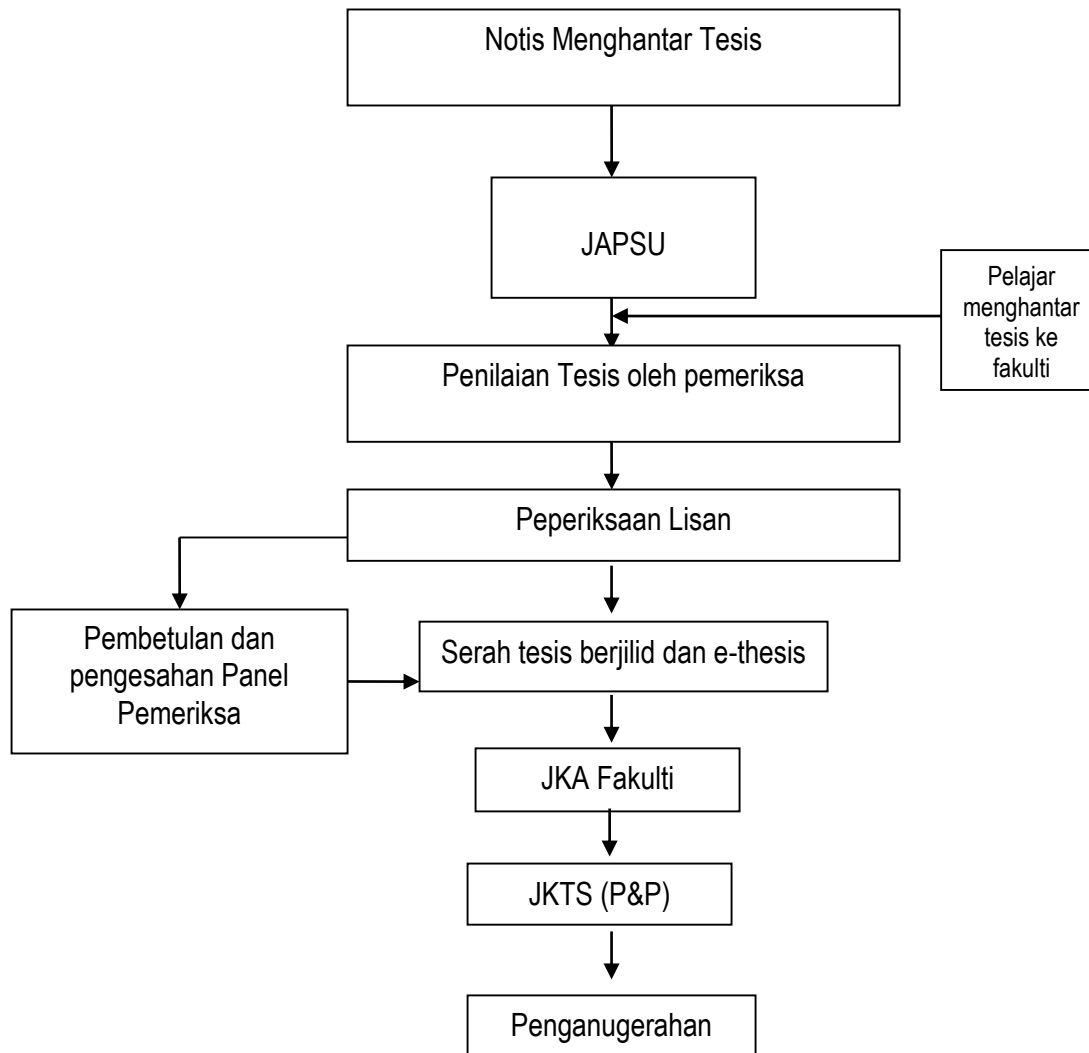 Notis Menghantar Tesis
JAPSU
Pelajar
menghantar
tesis ke
fakulti
Penilaian Tesis oleh pemeriksa
Peperiksaan Lisan
Pembetulan dan
pengesahan Panel
Pemeriksa
Serah tesis berjilid dan e-thesis
JKA Fakulti
JKTS (P&P)
Penganugerahan